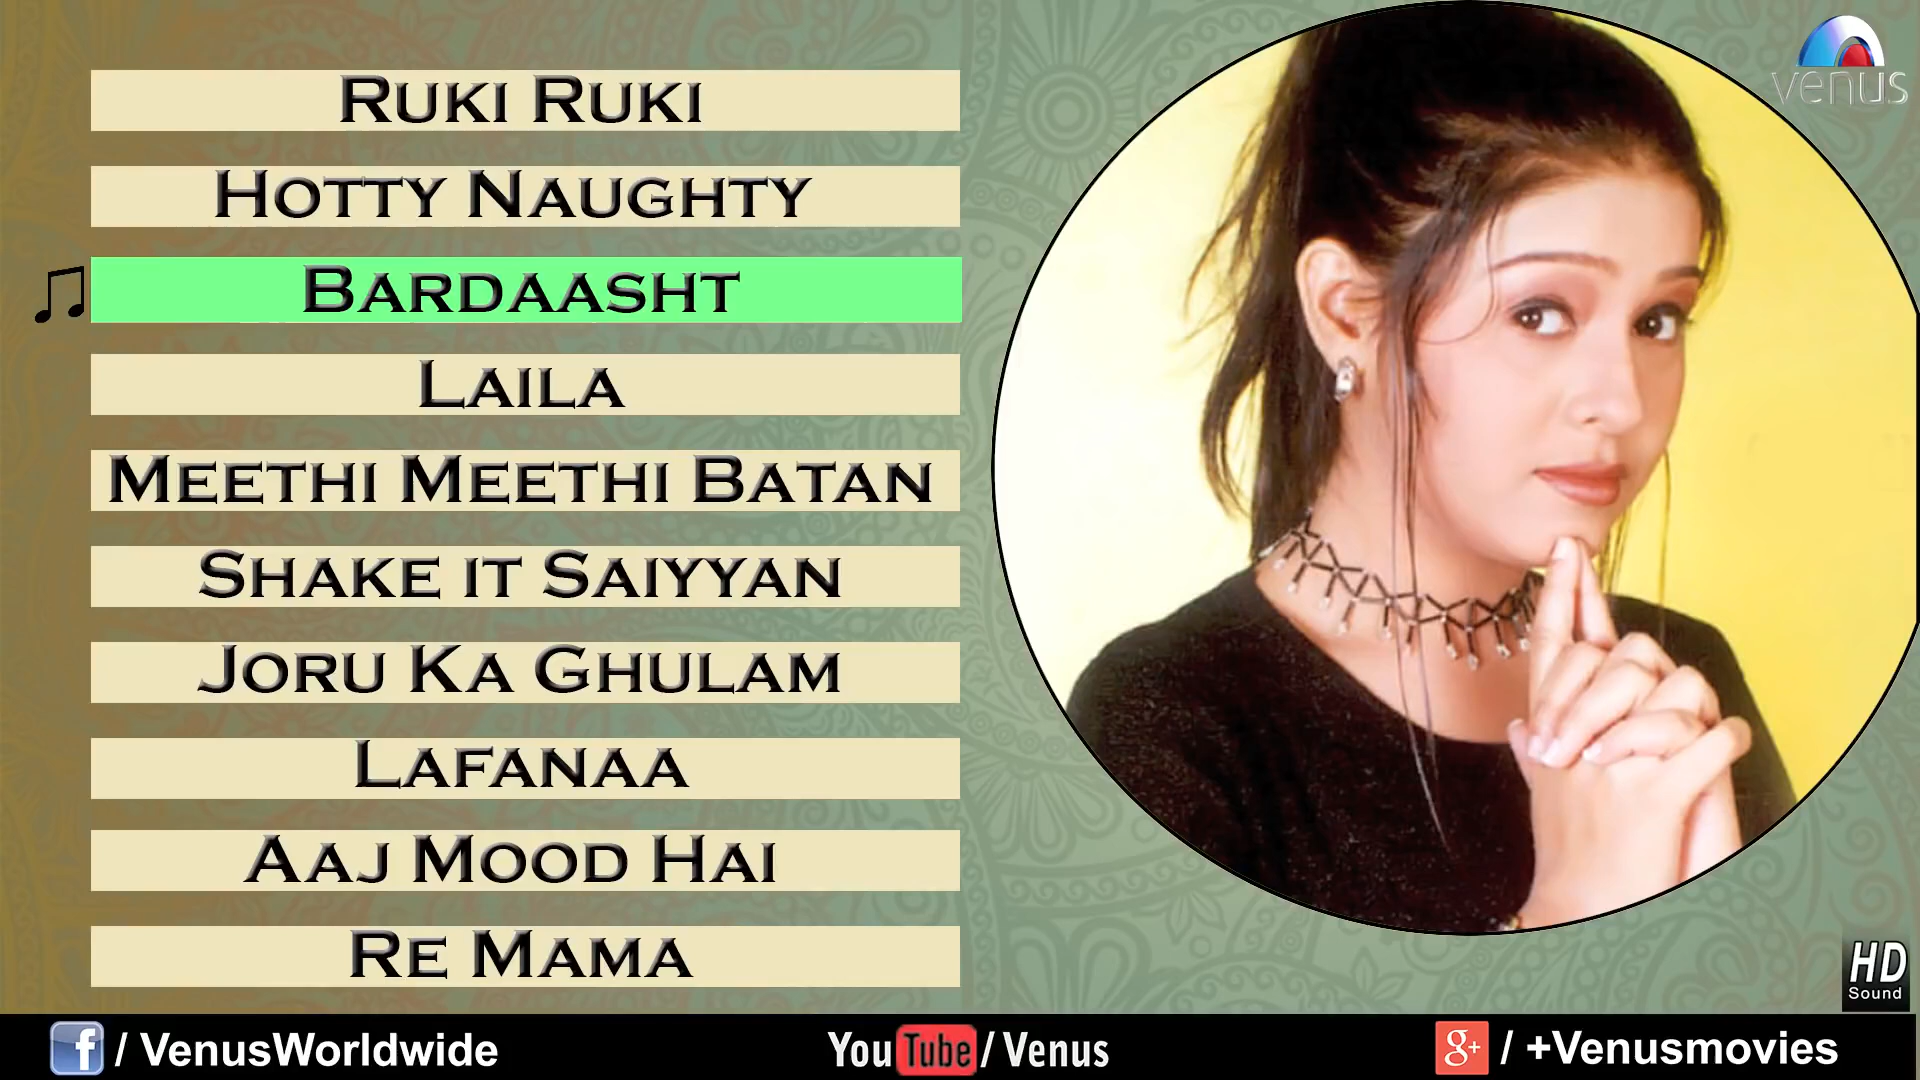 Venus
Ruki Ruki
Hotty Naughty
Bardaasht
Laila
Meethi Meethi Batan
Shake it Saiyyan
Joru Ka Ghulam
Lafanaa
Aaj Mood Hai
Re Mama
HD
Sound
f / VenusWorldwide
YouTube / Venus
g+ / +Venusmovies